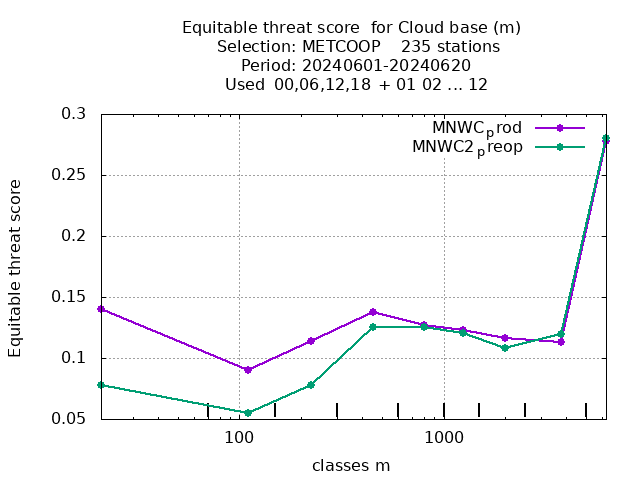 Equitable threat score  for Cloud base (m)
Selection: METCOOP    235 stations
Period: 20240601-20240620
Used  00,06,12,18 + 01 02 ... 12
0.3
0.25
0.2
0.15
0.1
0.05
Equitable threat score
MNWCprod
MNWC2preop
100
1000
classes m